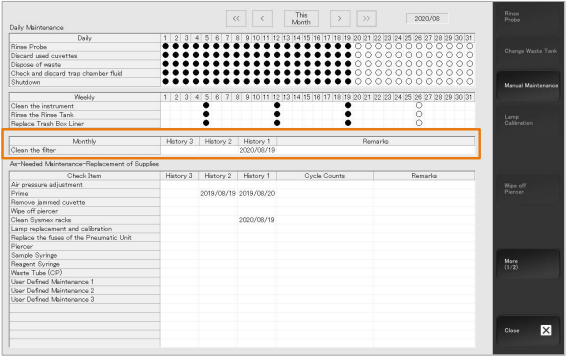 << < This Month > >> 2020/08
Daily Maintenance
Daily 1 2 3 4 5 6 7 8 9 10 11 12 13 14 15 16 17 18 19 20 21 22 23 24 25 26 27 28 29 30 31
Rinse Probe
Discard used cuvettes
Dispose of waste
Check and discard trap chamber fluid
Shutdown
Weekly 1 2 3 4 5 6 7 8 9 10 11 12 13 14 15 16 17 18 19 20 21 22 23 24 25 26 27 28 29 30 31
Clean the instrument
Rinse the Rinse Tank
Replace Trash Box Liner
Monthly History 3 History 2 History 1 Remarks
Clean the filter 2020/08/19
As-Needed Maintenance-Replacement of Supplies
Check Item History 3 History 2 History 1 Cycle Counts Remarks
Air pressure adjustment
Prime 2019/08/19 2019/08/20
Remove jammed cuvette
Wipe off piercer
Clean Sysmex racks 2020/08/19
Lamp replacement and calibration
Replace the fuses of the Pneumatic Unit
Piercer
Sample Syringe
Reagent Syringe
Waste Tube (CP)
User Defined Maintenance 1
User Defined Maintenance 2
User Defined Maintenance 3
Rinse
Probe
Change Waste Tank
Manual Maintenance
Lamp
Calibration
Wipe off
Piercer
More
(1/2)
Close X